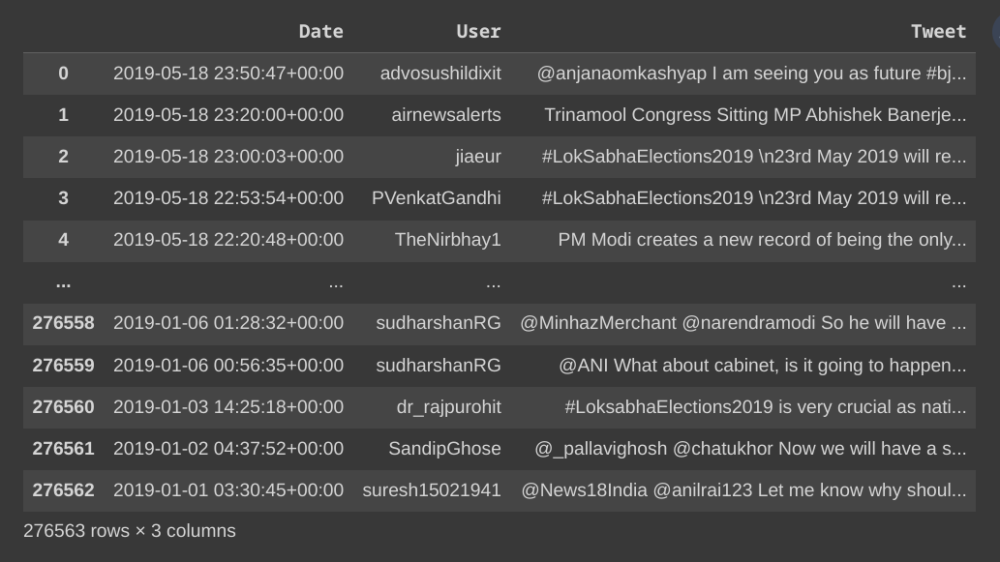 Date User Tweet
0 2019-05-18 23:50:47+00:00 advosushildixit @anjanaomkashyap I am seeing you as future #bj...
1 2019-05-18 23:20:00+00:00 airnewsalerts Trinamool Congress Sitting MP Abhishek Banerje...
2 2019-05-18 23:00:03+00:00 jiaeur #LokSabhaElections2019 \n23rd May 2019 will re...
3 2019-05-18 22:53:54+00:00 PVenkatGandhi #LokSabhaElections2019 \n23rd May 2019 will re...
4 2019-05-18 22:20:48+00:00 TheNirbhay1 PM Modi creates a new record of being the only...
... ... ... ...
276558 2019-01-06 01:28:32+00:00 sudharshanRG @MinhazMerchant @narendramodi So he will have ...
276559 2019-01-06 00:56:35+00:00 sudharshanRG @ANI What about cabinet, is it going to happen...
276560 2019-01-03 14:25:18+00:00 dr_rajpurohit #LoksabhaElections2019 is very crucial as nati...
276561 2019-01-02 04:37:52+00:00 SandipGhose @_pallavighosh @chatukhor Now we will have a s...
276562 2019-01-01 03:30:45+00:00 suresh15021941 @News18India @anilrai123 Let me know why shoul...
276563 rows × 3 columns